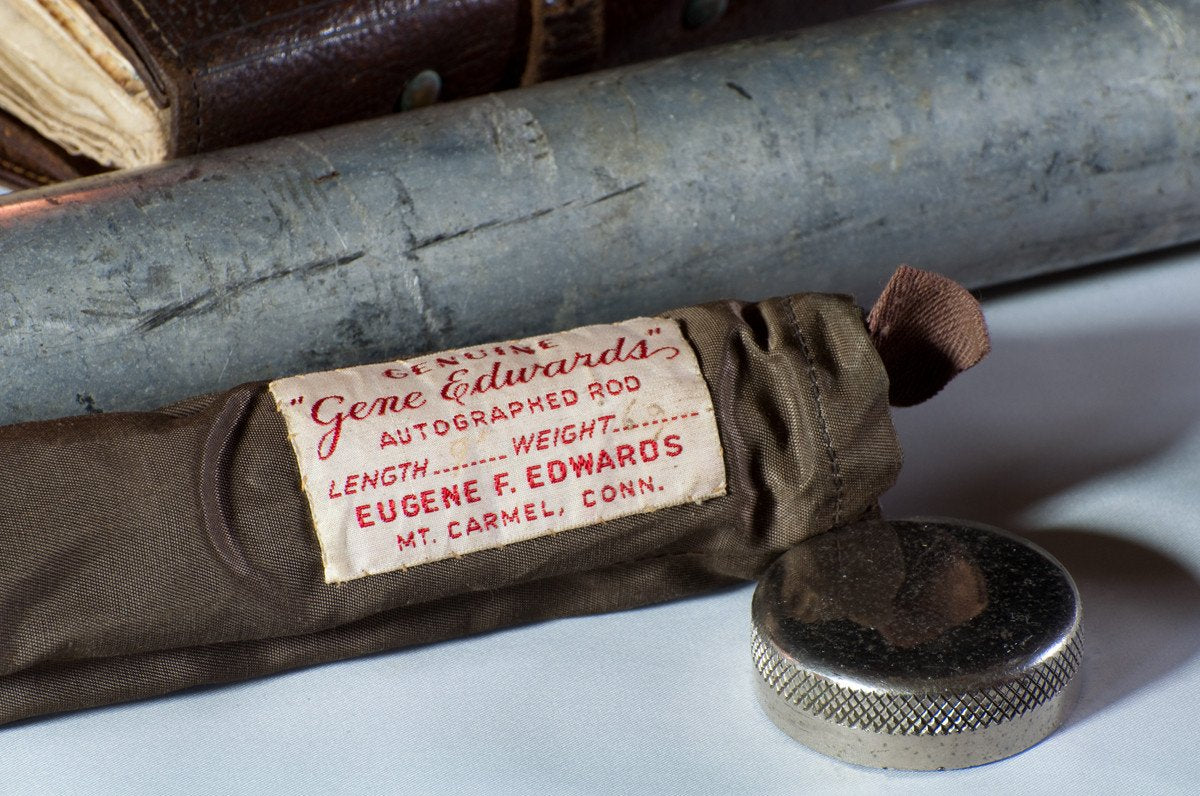 GENUINE
"Gene Edwards"
AUTOGRAPHED ROD
LENGTH........WEIGHT..........
EUGENE F. EDWARDS
MT. CARMEL, CONN.